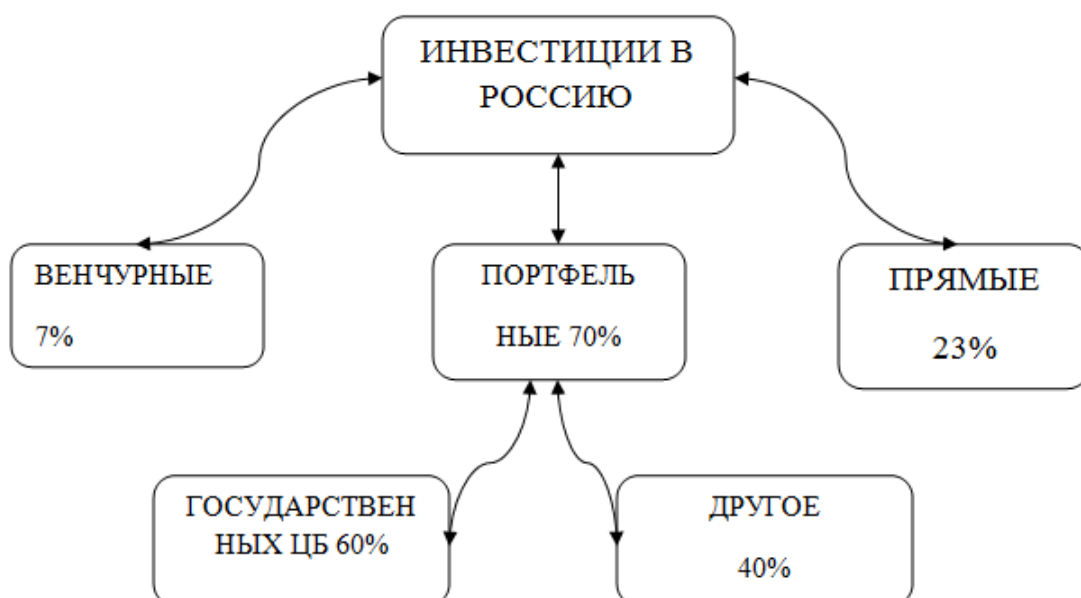 ИНВЕСТИЦИИ В
РОССИЮ
ВЕНЧУРНЫЕ
7%
ПОРТФЕЛЬ
НЫЕ 70%
ПРЯМЫЕ
23%
ГОСУДАРСТВЕН
НЫХ ЦБ 60%
ДРУГОЕ
40%